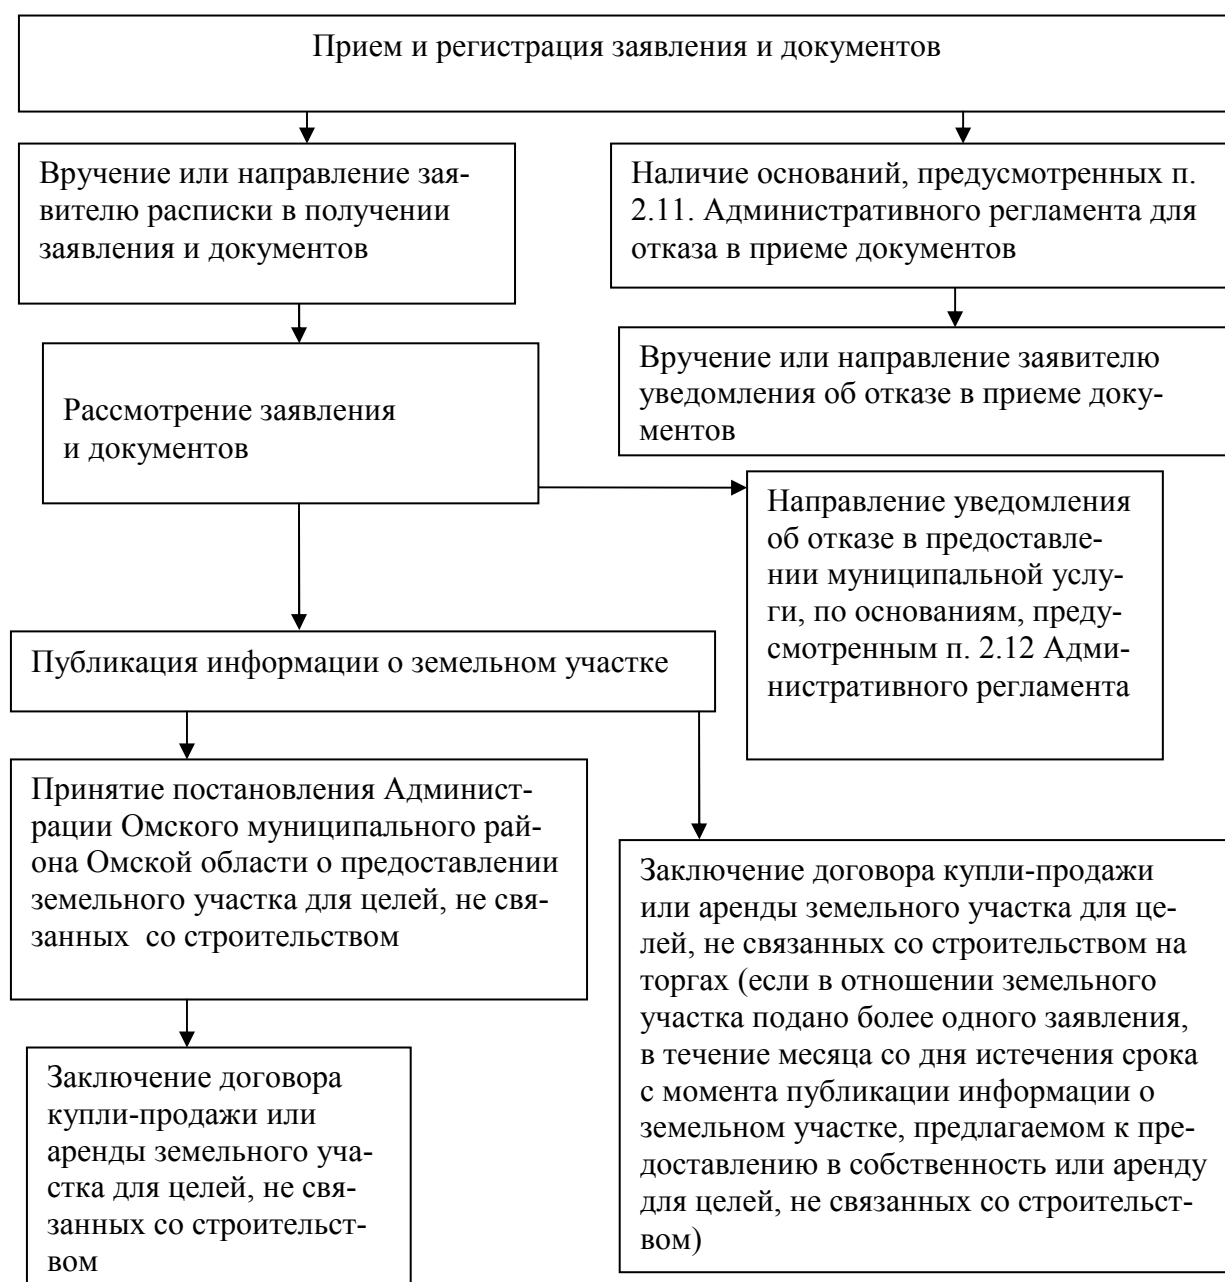 Прием и регистрация заявления и документов
Вручение или направление зая-
вителю расписки в получении
заявления и документов
Наличие оснований, предусмотренных п.
2.11. Административного регламента для
отказа в приеме документов
Вручение или направление заявителю
уведомления об отказе в приеме доку-
ментов
Рассмотрение заявления
и документов
Направление уведомления
об отказе в предоставле-
нии муниципальной услу-
ги, по основаниям, преду-
смотренным п. 2.12 Адми-
нистративного регламента
Публикация информации о земельном участке
Принятие постановления Админист-
рации Омского муниципального рай-
она Омской области о предоставлении
земельного участка для целей, не свя-
занных  со строительством
Заключение договора купли-продажи
или аренды земельного участка для це-
лей, не связанных со строительством на
торгах (если в отношении земельного
участка подано более одного заявления,
в течение месяца со дня истечения срока
с момента публикации информации о
земельном участке, предлагаемом к пре-
доставлению в собственность или аренду
для целей, не связанных со строительст-
вом)
Заключение договора
купли-продажи или
аренды земельного уча-
стка для целей, не свя-
занных со строительст-
вом